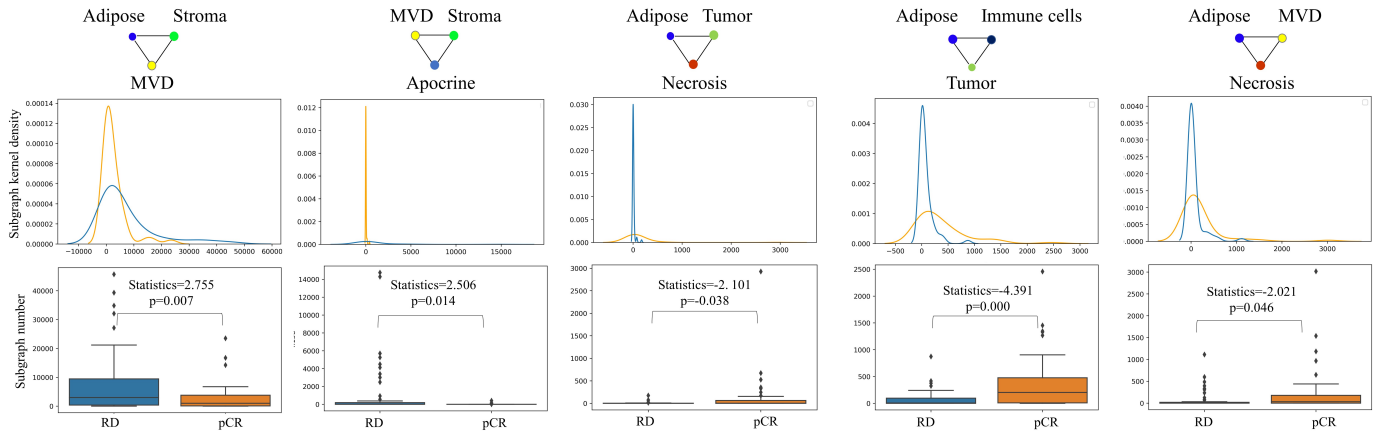 Adipose Stroma
MVD
MVD Stroma
Apocrine
Adipose Tumor
Necrosis
Adipose Immune cells
Tumor
Adipose MVD
Necrosis
Subgraph kernel density
0.00014
0.00012
0.00010
0.00008
0.00006
0.00004
0.00002
0.00000
-10000 0 10000 20000 30000 40000 50000 60000
0.012
0.010
0.008
0.006
0.004
0.002
0.000
0 5000 10000 15000
0.030
0.025
0.020
0.015
0.010
0.005
0.000
0 1000 2000 3000
0.004
0.003
0.002
0.001
0.000
-500 0 500 1000 1500 2000 2500 3000
0.0040
0.0035
0.0030
0.0025
0.0020
0.0015
0.0010
0.0005
0.0000
0 1000 2000 3000
Subgraph number
40000
30000
20000
10000
0
Statistics=2.755
p=0.007
RD pCR
14000
12000
10000
8000
6000
4000
2000
0
Statistics=2.506
p=0.014
RD pCR
3000
2500
2000
1500
1000
500
0
Statistics=-2. 101
p=-0.038
RD pCR
2500
2000
1500
1000
500
0
Statistics=-4.391
p=0.000
RD pCR
3000
2500
2000
1500
1000
500
0
Statistics=-2.021
p=0.046
RD pCR